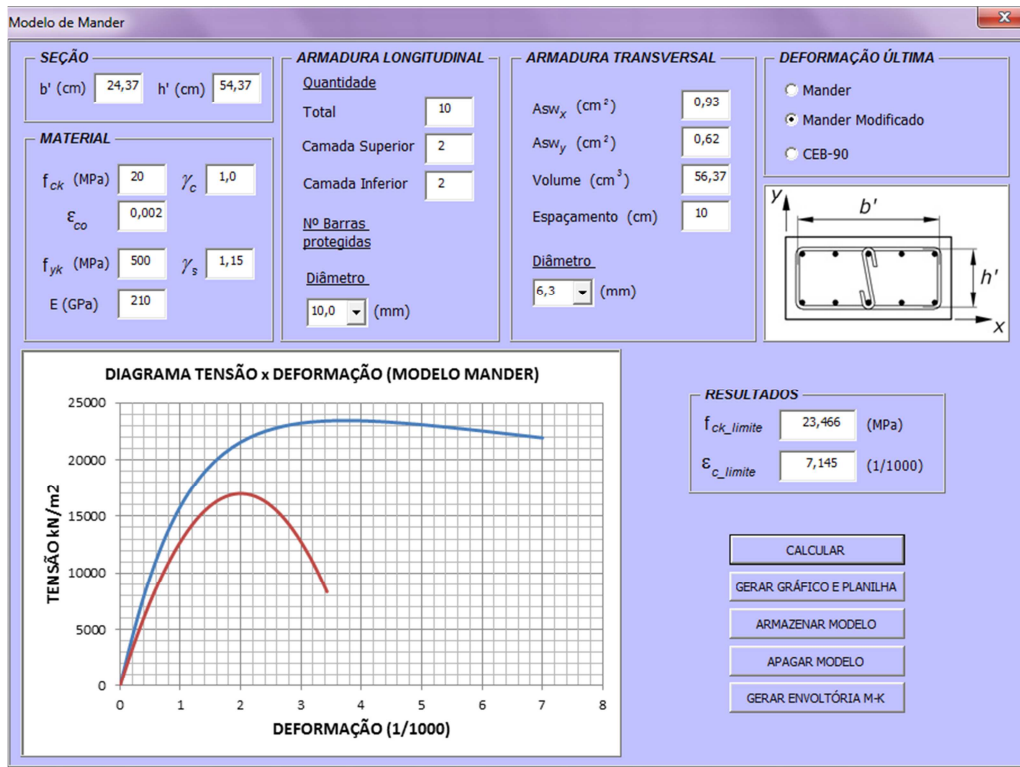 Modelo de Mander
SEÇÃO
b' (cm) 24,37 h' (cm) 54,37
MATERIAL
fck (MPa) 20 γc 1,0
εco 0,002
fyk (MPa) 500 γs 1,15
E (GPa) 210
ARMADURA LONGITUDINAL
Quantidade
Total 10
Camada Superior 2
Camada Inferior 2
Nº Barras
protegidas
Diâmetro
10,0 (mm)
ARMADURA TRANSVERSAL
Aswx (cm²) 0,93
Aswy (cm²) 0,62
Volume (cm³) 56,37
Espaçamento (cm) 10
Diâmetro
6,3 (mm)
DEFORMAÇÃO ÚLTIMA
Mander
Mander Modificado
CEB-90
y
b'
h'
x
DIAGRAMA TENSÃO x DEFORMAÇÃO (MODELO MANDER)
TENSÃO kN/m2
25000
20000
15000
10000
5000
0
0 1 2 3 4 5 6 7 8
DEFORMAÇÃO (1/1000)
RESULTADOS
fck_limite 23,466 (MPa)
εc_limite 7,145 (1/1000)
CALCULAR
GERAR GRÁFICO E PLANILHA
ARMAZENAR MODELO
APAGAR MODELO
GERAR ENVOLTÓRIA M-K